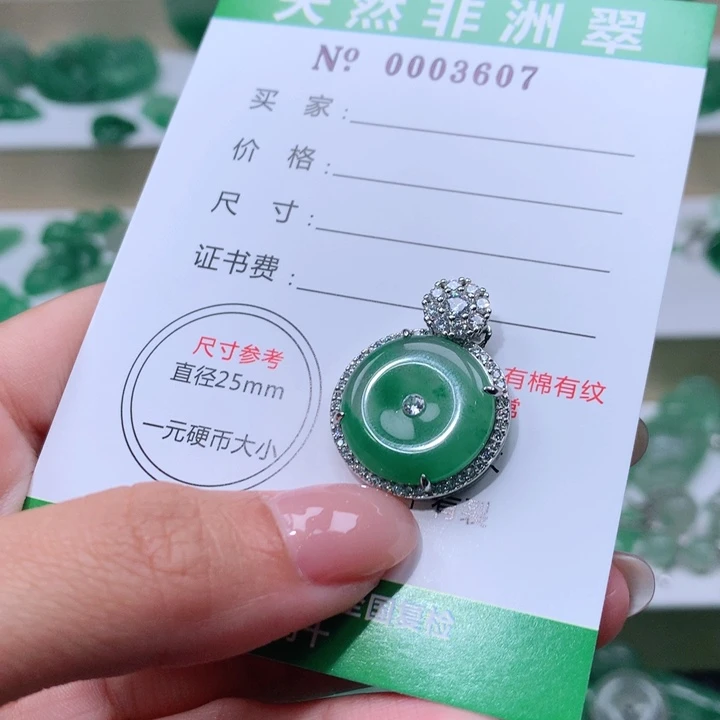 天然非洲翠
Nº 0003607
买 家:
价 格:
尺 寸:
证书费:
尺寸参考
直径25mm
一元硬币大小
有棉有纹
常
全国复检